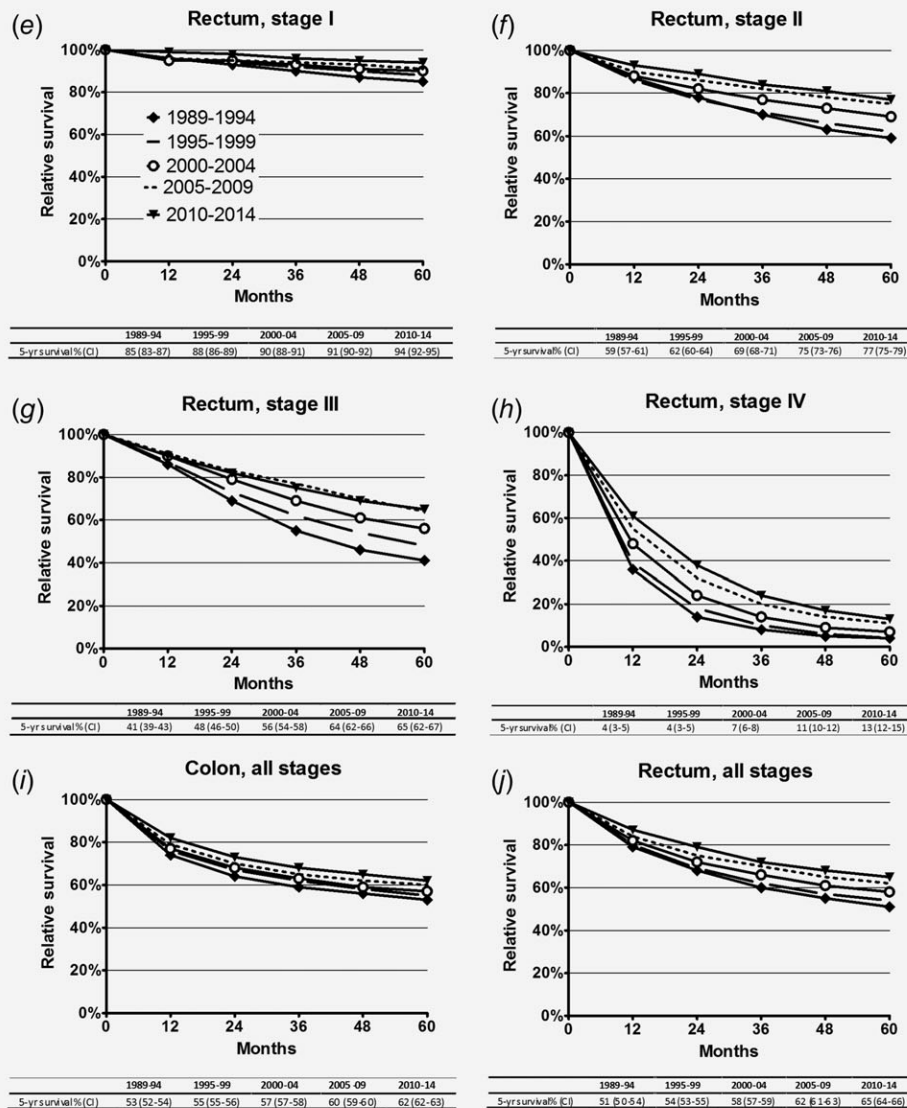 (e) Rectum, stage I
100%
80%
60%
40%
20%
0%
Relative survival
1989-1994
1995-1999
2000-2004
2005-2009
2010-2014
0 12 24 36 48 60
Months
1989-94 1995-99 2000-04 2005-09 2010-14
5-yr survival% (CI) 85 (83-87) 88 (86-89) 90 (88-91) 91 (90-92) 94 (92-95)
(f) Rectum, stage II
100%
80%
60%
40%
20%
0%
Relative survival
0 12 24 36 48 60
Months
1989-94 1995-99 2000-04 2005-09 2010-14
5-yr survival% (CI) 59 (57-61) 62 (60-64) 69 (68-71) 75 (73-76) 77 (75-79)
(g) Rectum, stage III
100%
80%
60%
40%
20%
0%
Relative survival
0 12 24 36 48 60
Months
1989-94 1995-99 2000-04 2005-09 2010-14
5-yr survival% (CI) 41 (39-43) 48 (46-50) 56 (54-58) 64 (62-66) 65 (62-67)
(h) Rectum, stage IV
100%
80%
60%
40%
20%
0%
Relative survival
0 12 24 36 48 60
Months
1989-94 1995-99 2000-04 2005-09 2010-14
5-yr survival% (CI) 4 (3-5) 4 (3-5) 7 (6-8) 11 (10-12) 13 (12-15)
(i) Colon, all stages
100%
80%
60%
40%
20%
0%
Relative survival
0 12 24 36 48 60
Months
1989-94 1995-99 2000-04 2005-09 2010-14
5-yr survival% (CI) 53 (52-54) 55 (55-56) 57 (57-58) 60 (59-60) 62 (62-63)
(j) Rectum, all stages
100%
80%
60%
40%
20%
0%
Relative survival
0 12 24 36 48 60
Months
1989-94 1995-99 2000-04 2005-09 2010-14
5-yr survival% (CI) 51 (50-54) 54 (53-55) 58 (57-59) 62 (61-63) 65 (64-66)